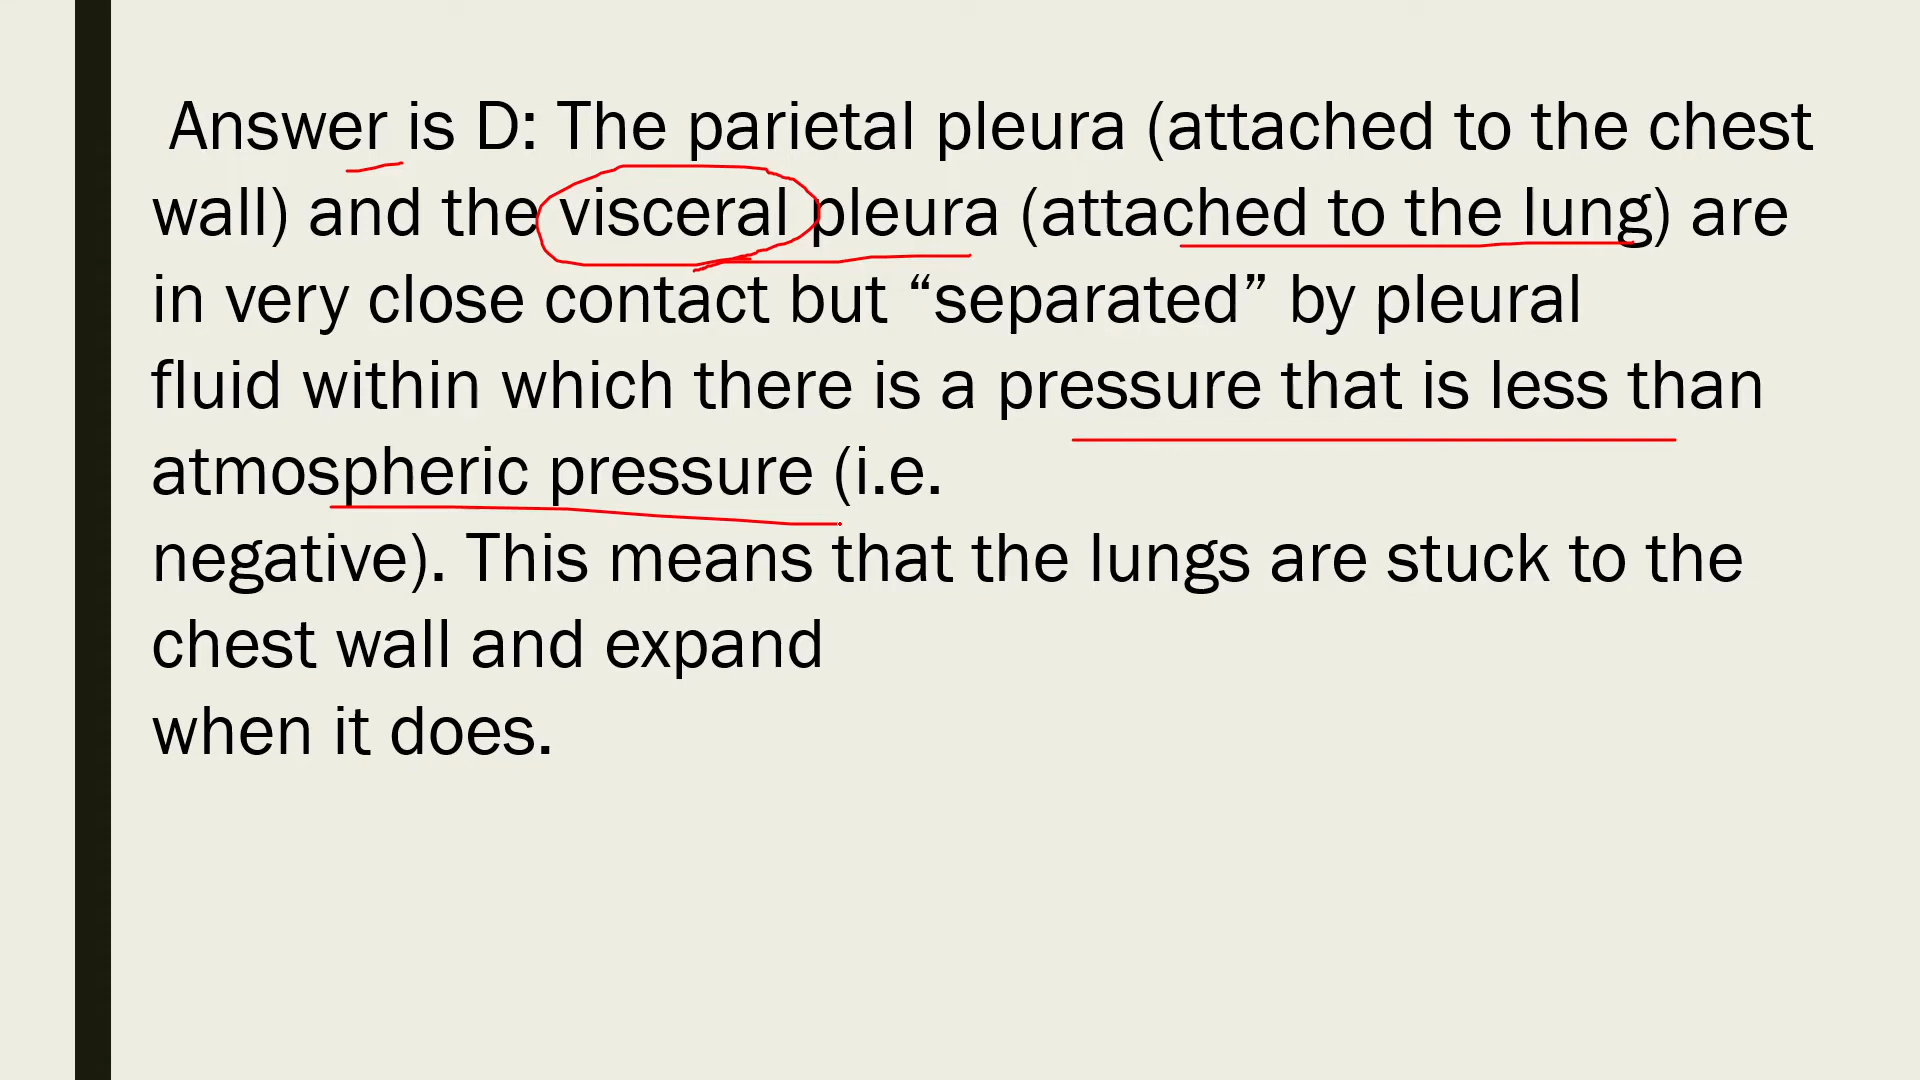 Answer is D: The parietal pleura (attached to the chest
wall) and the visceral pleura (attached to the lung) are
in very close contact but “separated” by pleural
fluid within which there is a pressure that is less than
atmospheric pressure (i.e.
negative). This means that the lungs are stuck to the
chest wall and expand
when it does.